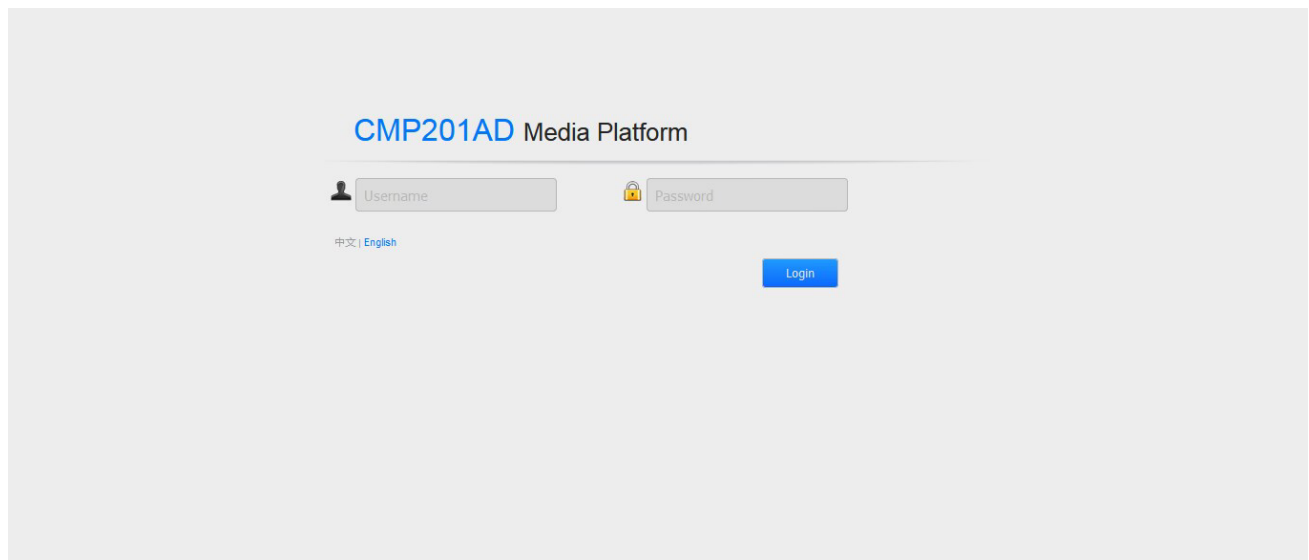 CMP201AD Media Platform
Username Password
中文 | English
Login